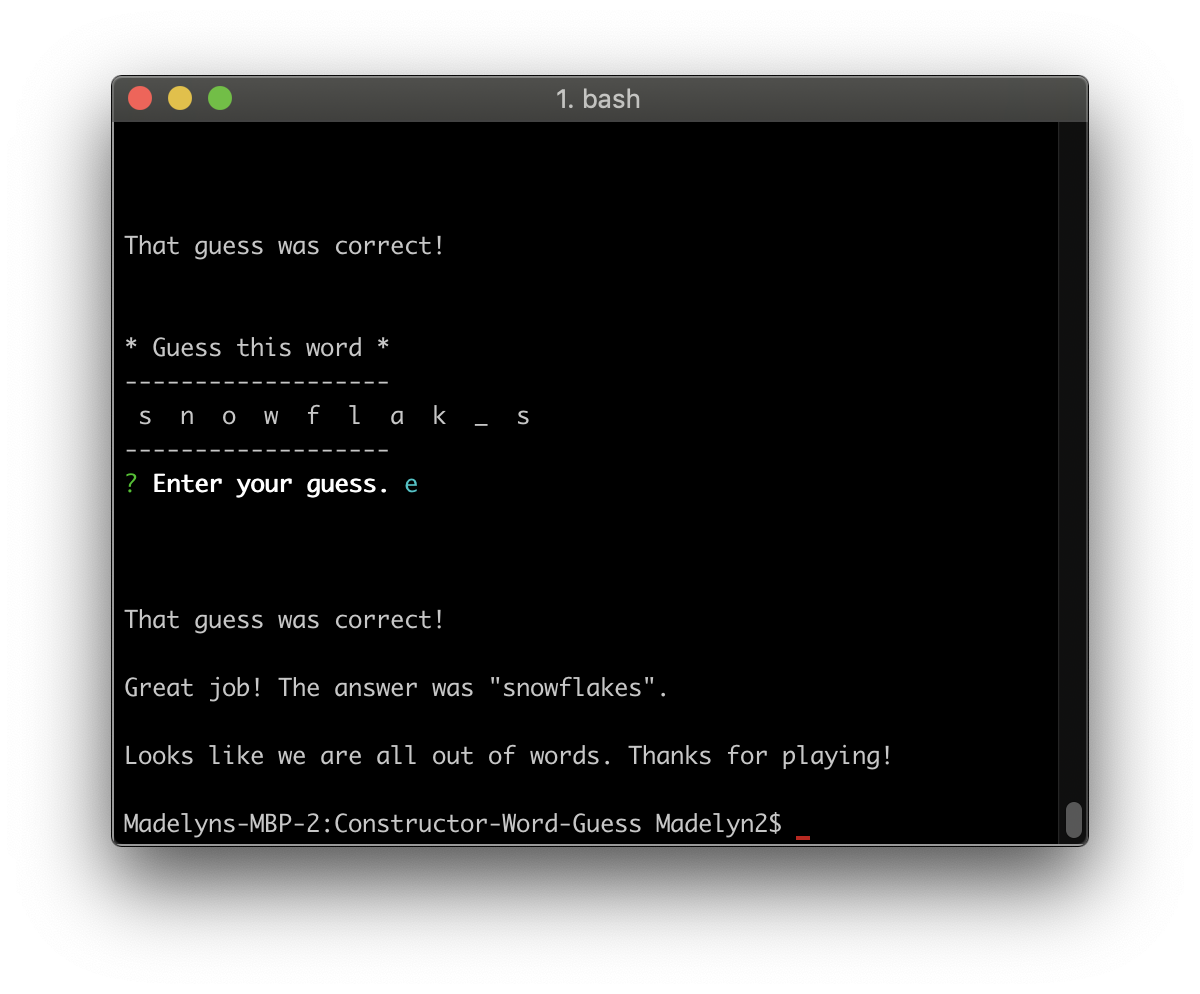 1. bash
That guess was correct!
* Guess this word *
-------------------
s n o w f l a k _ s
-------------------
? Enter your guess. e
That guess was correct!
Great job! The answer was "snowflakes".
Looks like we are all out of words. Thanks for playing!
Madelyns-MBP-2:Constructor-Word-Guess Madelyn2$